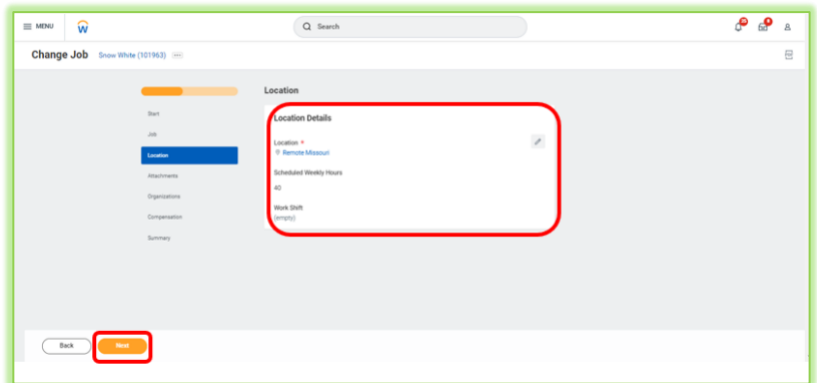 MENU
Search
Change Job Snow White (101963)
Location
Start
Job
Location
Attachments
Organizations
Compensation
Summary
Location Details
Location *
Remote Missouri
Scheduled Weekly Hours
40
Work Shift
(empty)
Back
Next